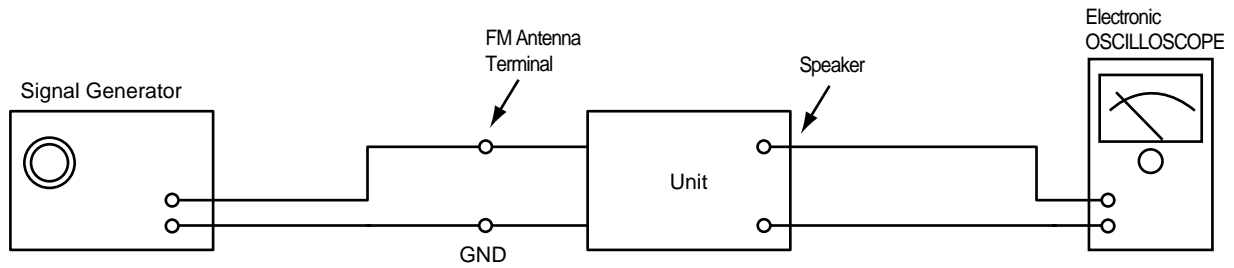 Electronic
OSCILLOSCOPE
FM Antenna
Terminal
Speaker
Signal Generator
Unit
GND